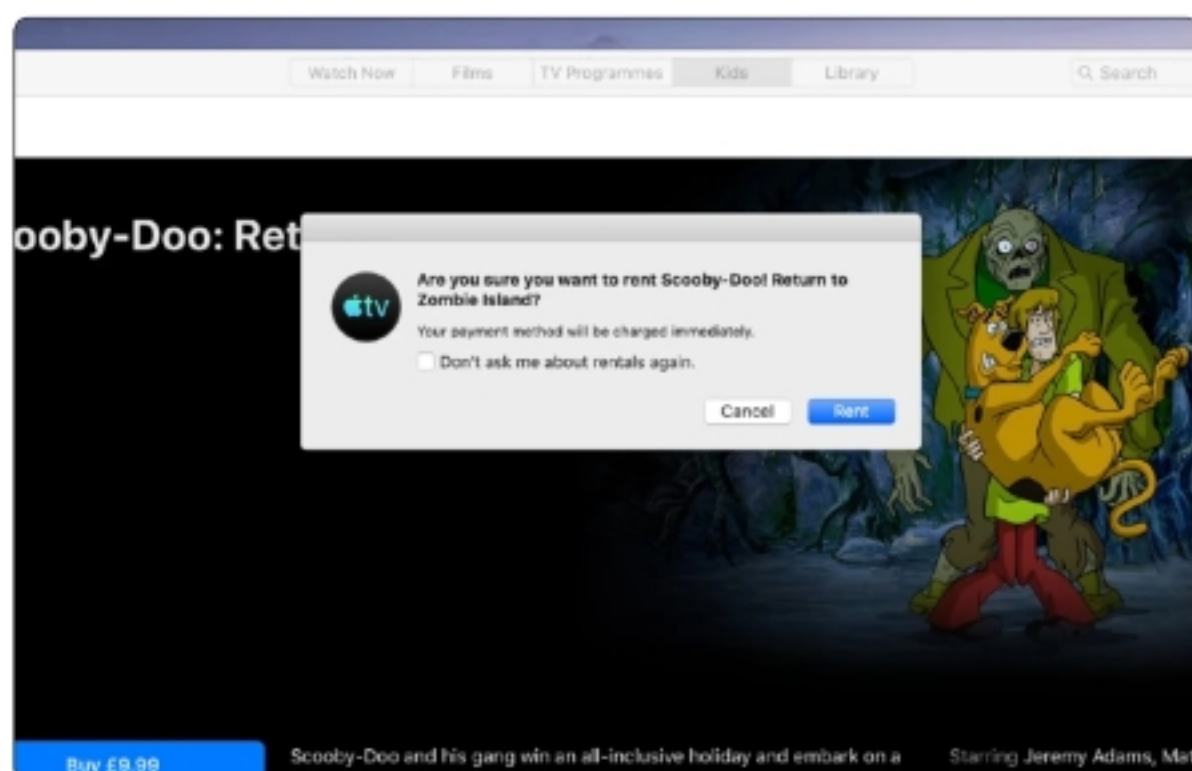 Watch Now Films TV Programmes Kids Library Search
ooby-Doo: Ret
tv
Are you sure you want to rent Scooby-Doo! Return to
Zombie Island?
Your payment method will be charged immediately.
Don't ask me about rentals again.
Cancel Rent
Buy £9.99
Scooby-Doo and his gang win an all-inclusive holiday and embark on a
Starring Jeremy Adams, Mat